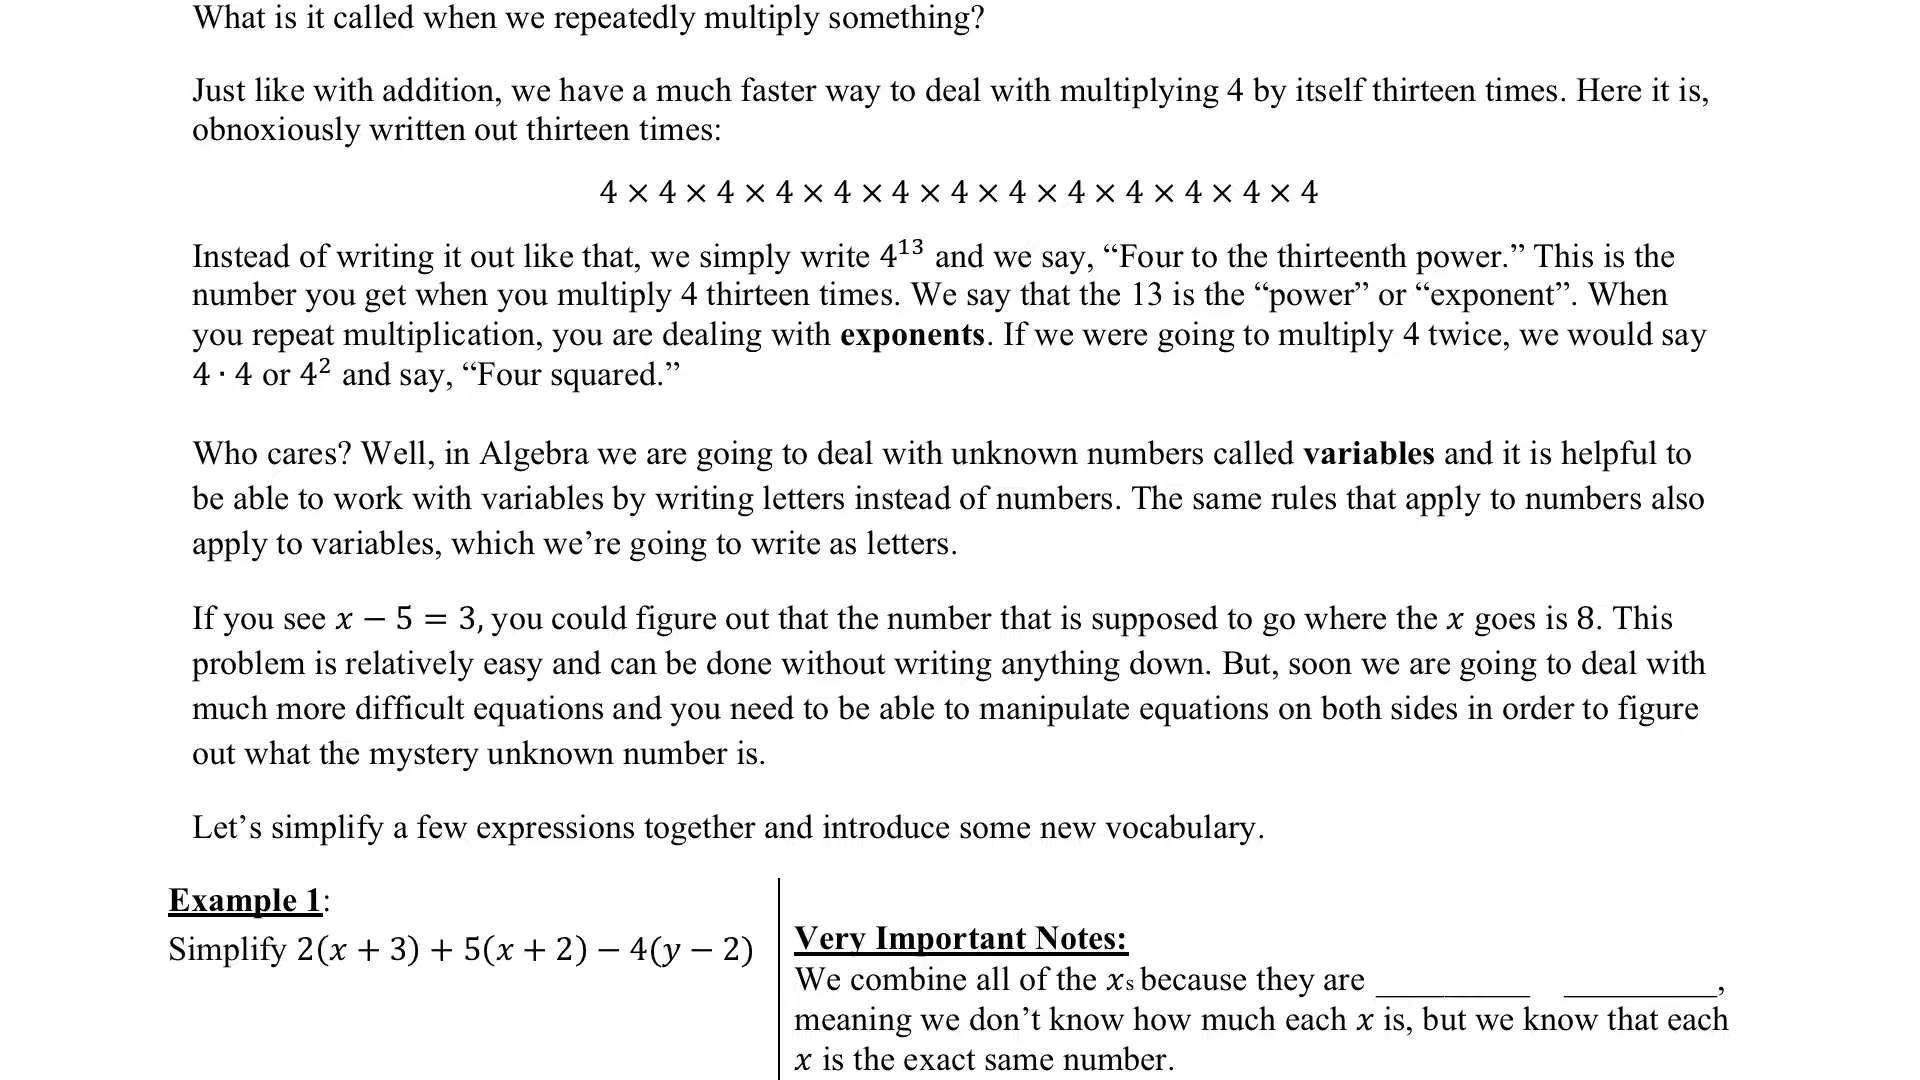 What is it called when we repeatedly multiply something?
Just like with addition, we have a much faster way to deal with multiplying 4 by itself thirteen times. Here it is,
obnoxiously written out thirteen times:
4 × 4 × 4 × 4 × 4 × 4 × 4 × 4 × 4 × 4 × 4 × 4 × 4
Instead of writing it out like that, we simply write 4¹³ and we say, “Four to the thirteenth power.” This is the
number you get when you multiply 4 thirteen times. We say that the 13 is the “power” or “exponent”. When
you repeat multiplication, you are dealing with exponents. If we were going to multiply 4 twice, we would say
4 · 4 or 4² and say, “Four squared.”
Who cares? Well, in Algebra we are going to deal with unknown numbers called variables and it is helpful to
be able to work with variables by writing letters instead of numbers. The same rules that apply to numbers also
apply to variables, which we’re going to write as letters.
If you see x − 5 = 3, you could figure out that the number that is supposed to go where the x goes is 8. This
problem is relatively easy and can be done without writing anything down. But, soon we are going to deal with
much more difficult equations and you need to be able to manipulate equations on both sides in order to figure
out what the mystery unknown number is.
Let’s simplify a few expressions together and introduce some new vocabulary.
Example 1:
Simplify 2(x + 3) + 5(x + 2) − 4(y − 2)
Very Important Notes:
We combine all of the xs because they are _________ _________,
meaning we don’t know how much each x is, but we know that each
x is the exact same number.